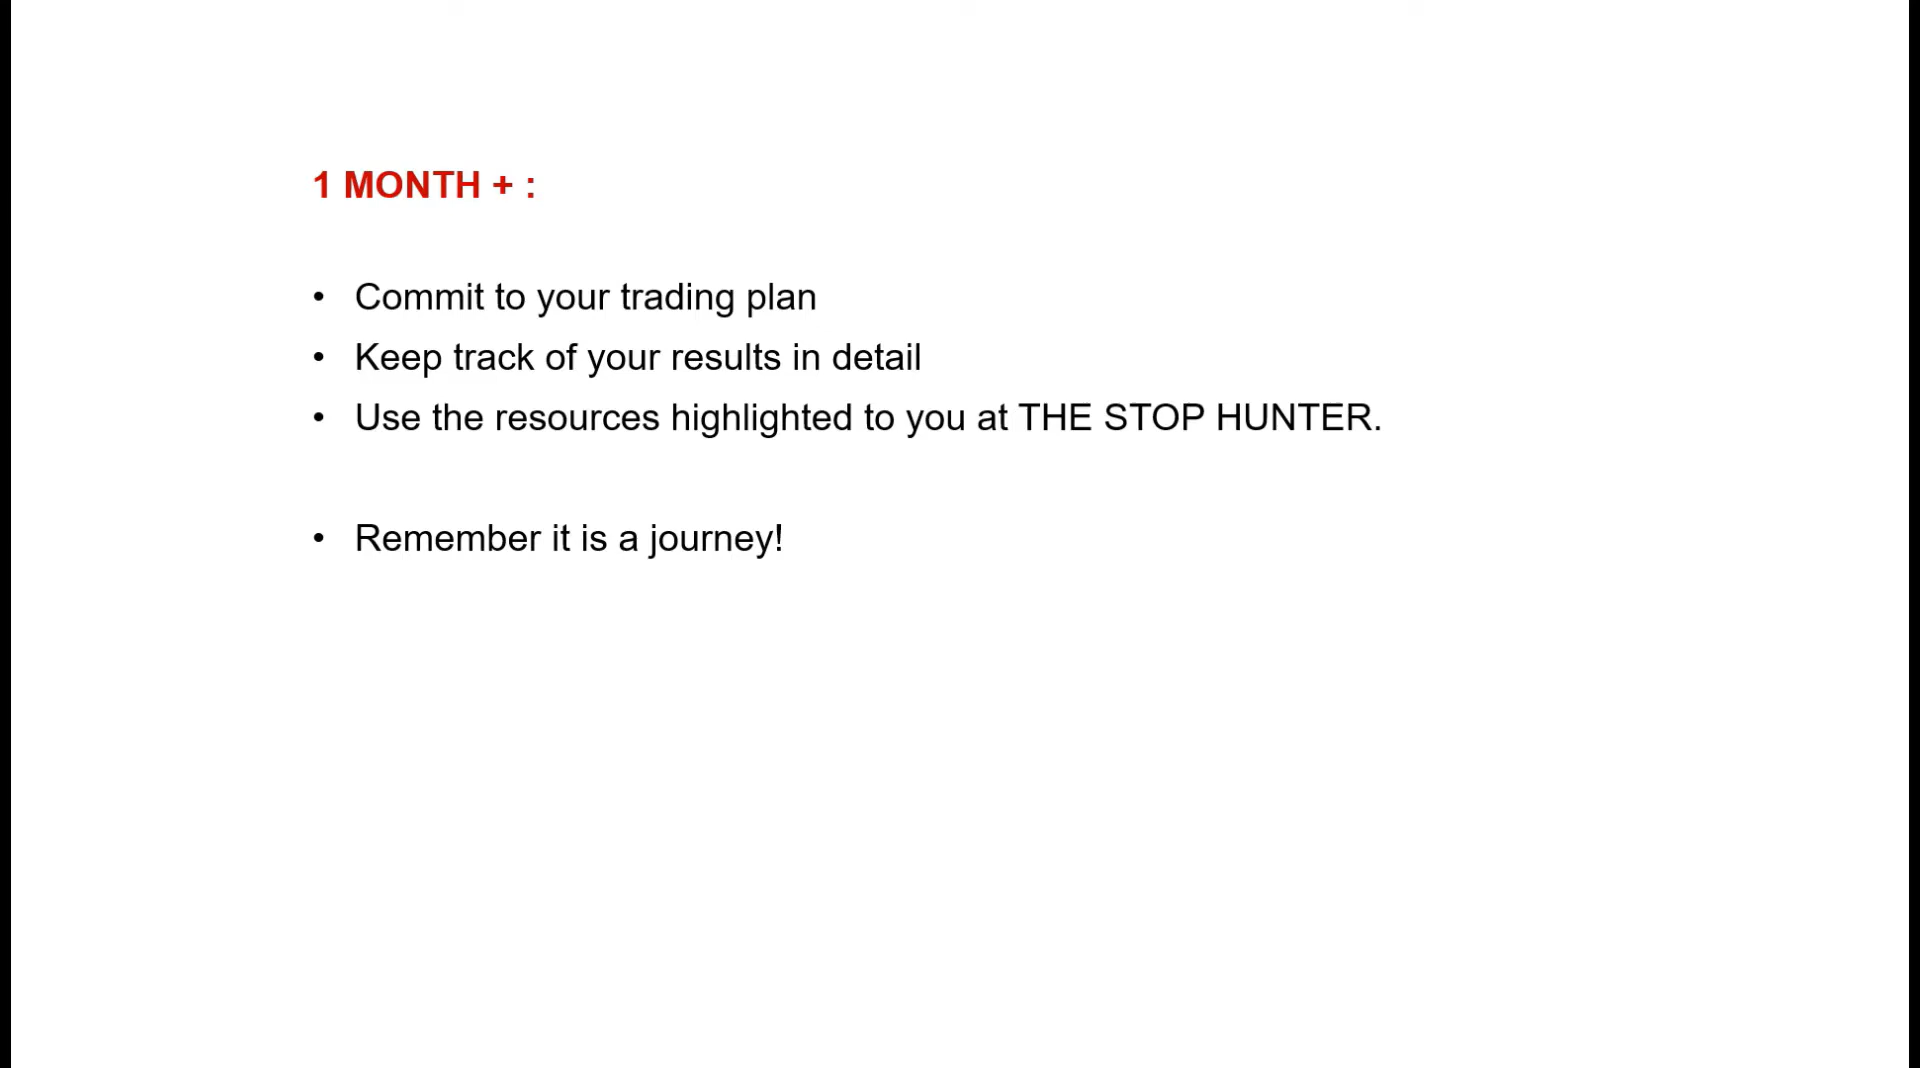 1 MONTH + :
• Commit to your trading plan
• Keep track of your results in detail
• Use the resources highlighted to you at THE STOP HUNTER.
• Remember it is a journey!